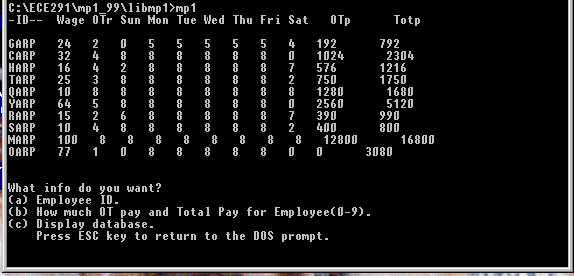 C:\ECE291\mp1_99\libmp1>mp1
-ID-- Wage OTr Sun Mon Tue Wed Thu Fri Sat OTp Totp
GARP 24 2 0 5 5 5 5 5 4 192 792
CARP 32 4 8 8 8 8 8 8 0 1024 2304
HARP 16 4 2 8 8 8 8 8 7 576 1216
TARP 25 3 8 8 8 8 8 8 2 750 1750
QARP 10 8 8 8 8 8 8 8 8 1280 1680
YARP 64 5 8 8 8 8 8 8 0 2560 5120
RARP 15 2 6 8 8 8 8 8 7 390 990
SARP 10 4 8 8 8 8 8 8 2 400 800
MARP 100 8 8 8 8 8 8 8 8 12800 16800
OARP 77 1 0 8 8 8 8 8 0 0 3080
What info do you want?
(a) Employee ID.
(b) How much OT pay and Total Pay for Employee(0-9).
(c) Display database.
Press ESC key to return to the DOS prompt.